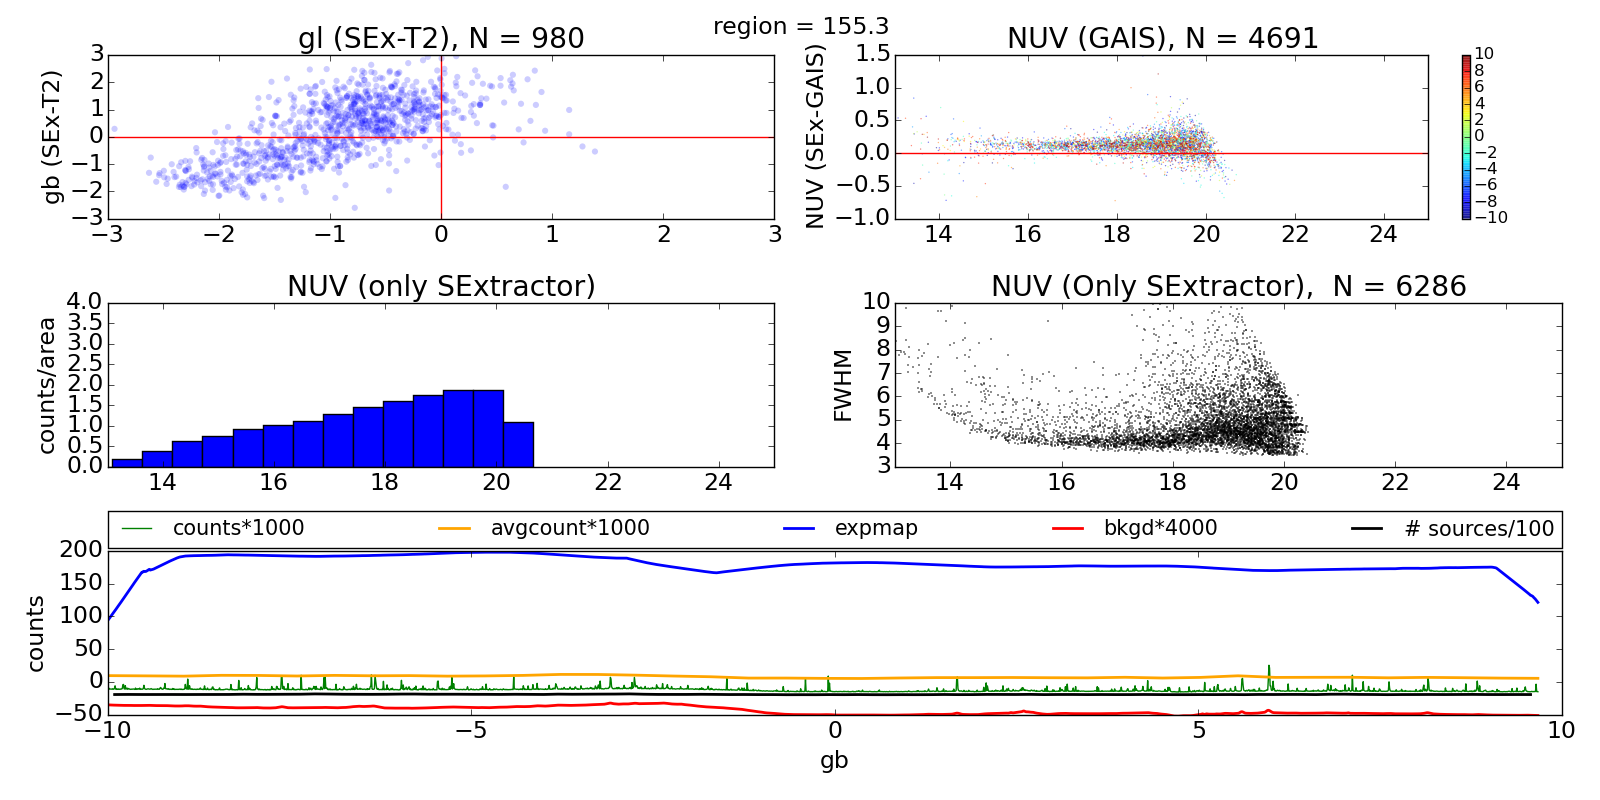 region = 155.3
gl (SEx-T2), N = 980
gb (SEx-T2)
3
2
1
0
−1
−2
−3
−3 −2 −1 0 1 2 3
NUV (GAIS), N = 4691
NUV (SEx-GAIS)
1.5
1.0
0.5
0.0
−0.5
−1.0
14 16 18 20 22 24
10
8
6
4
2
0
−2
−4
−6
−8
−10
NUV (only SExtractor)
counts/area
4.0
3.5
3.0
2.5
2.0
1.5
1.0
0.5
0.0
14 16 18 20 22 24
NUV (Only SExtractor),  N = 6286
FWHM
10
9
8
7
6
5
4
3
14 16 18 20 22 24
counts*1000 avgcount*1000 expmap bkgd*4000 # sources/100
counts
200
150
100
50
0
−50
−10 −5 0 5 10
gb